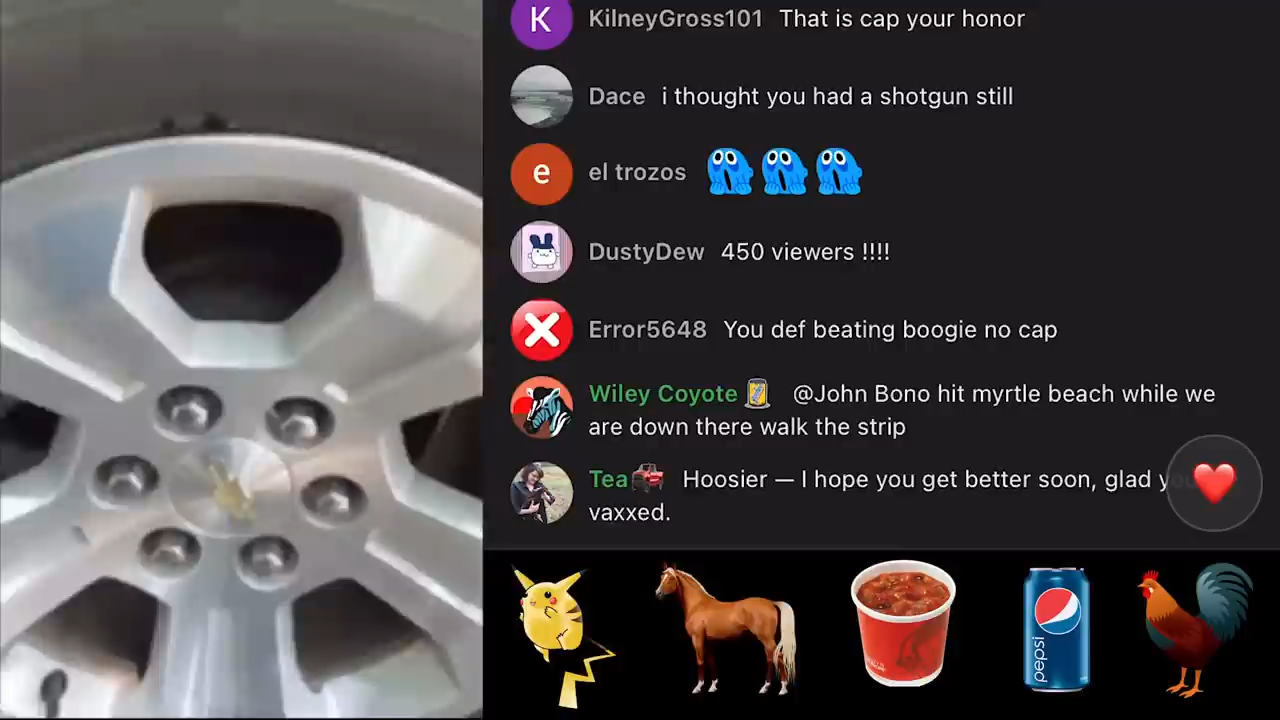 K KilneyGross101 That is cap your honor
Dace i thought you had a shotgun still
e el trozos
DustyDew 450 viewers !!!!
Error5648 You def beating boogie no cap
Wiley Coyote @John Bono hit myrtle beach while we
are down there walk the strip
Tea Hoosier — I hope you get better soon, glad
vaxxed.
pepsi